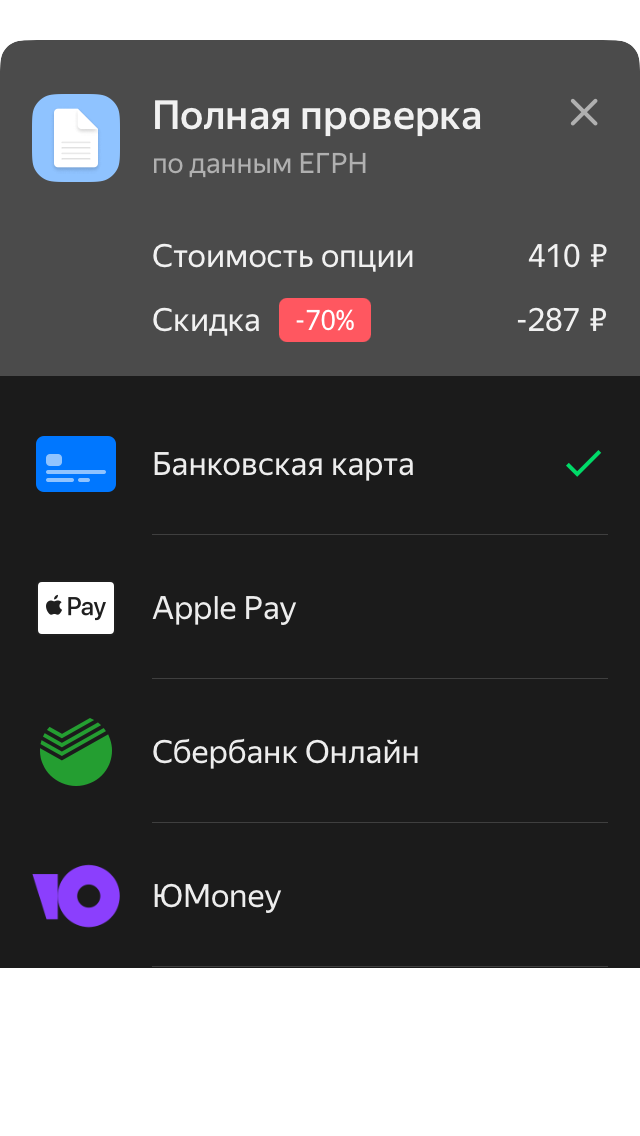 Полная проверка
по данным ЕГРН
Стоимость опции 410 ₽
Скидка -70% -287 ₽
Банковская карта
Pay Apple Pay
Сбербанк Онлайн
ЮMoney